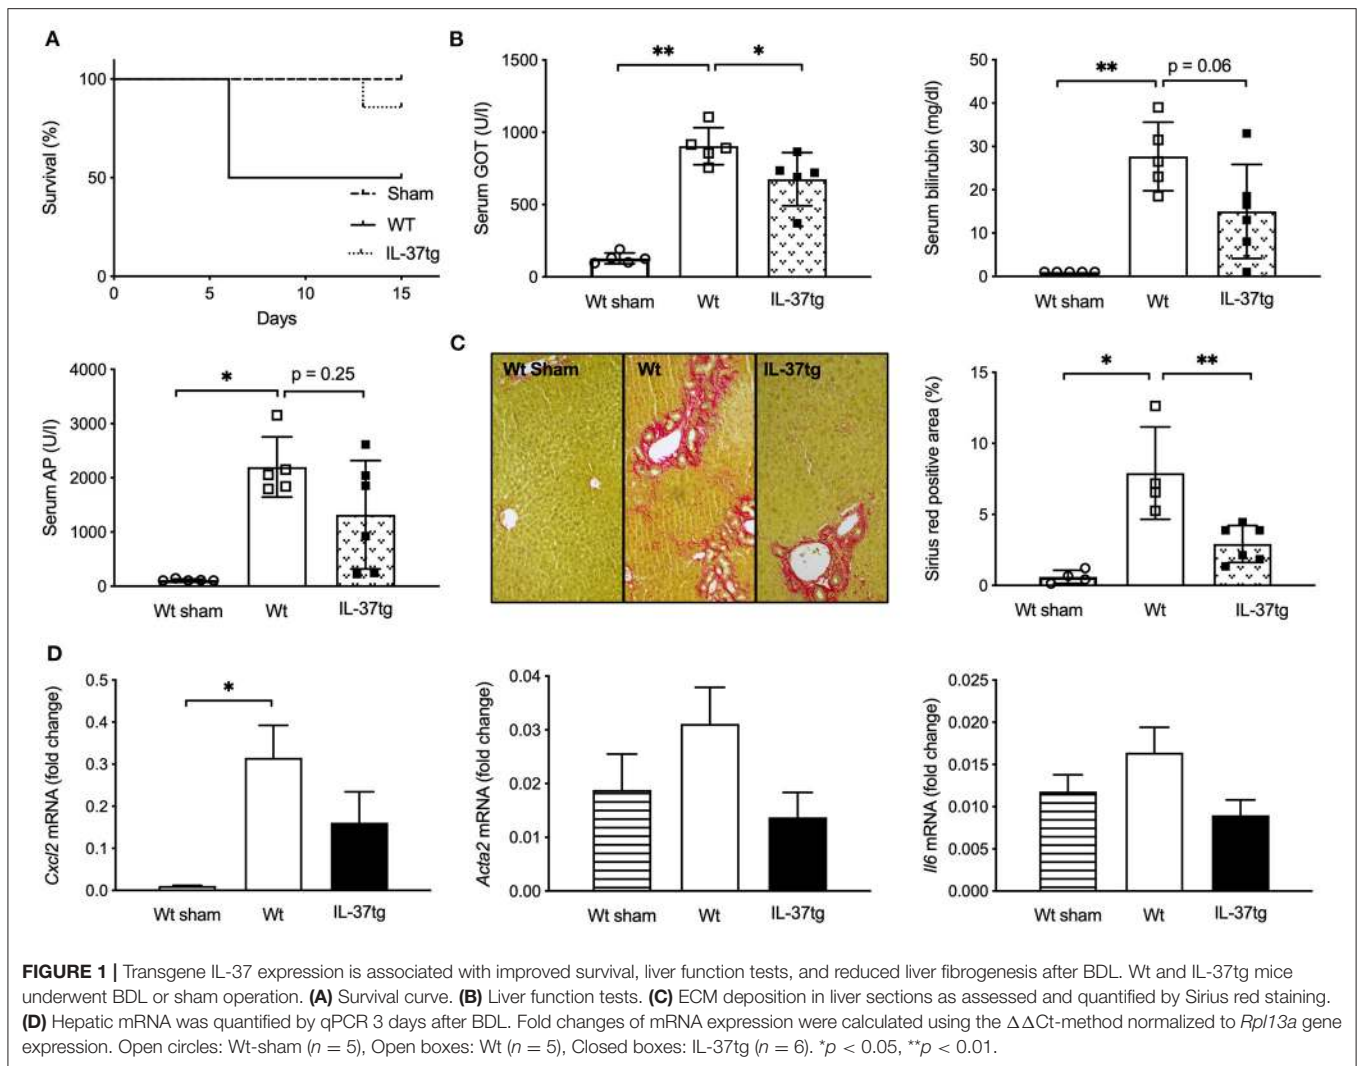 A
Survival (%)
100
50
0
0 5 10 15
Days
Sham
WT
IL-37tg
B
Serum GOT (U/l)
1500
1000
500
0
** *
Wt sham Wt IL-37tg
Serum bilirubin (mg/dl)
50
40
30
20
10
0
** p = 0.06
Wt sham Wt IL-37tg
Serum AP (U/l)
4000
3000
2000
1000
0
* p = 0.25
Wt sham Wt IL-37tg
C
Wt Sham Wt IL-37tg
Sirius red positive area (%)
15
10
5
0
* **
Wt sham Wt IL-37tg
D
Cxcl2 mRNA (fold change)
0.5
0.4
0.3
0.2
0.1
0.0
*
Wt sham Wt IL-37tg
Acta2 mRNA (fold change)
0.04
0.03
0.02
0.01
0.00
Wt sham Wt IL-37tg
Il6 mRNA (fold change)
0.025
0.020
0.015
0.010
0.005
0.000
Wt sham Wt IL-37tg
FIGURE 1 | Transgene IL-37 expression is associated with improved survival, liver function tests, and reduced liver fibrogenesis after BDL. Wt and IL-37tg mice
underwent BDL or sham operation. (A) Survival curve. (B) Liver function tests. (C) ECM deposition in liver sections as assessed and quantified by Sirius red staining.
(D) Hepatic mRNA was quantified by qPCR 3 days after BDL. Fold changes of mRNA expression were calculated using the ΔΔCt-method normalized to Rpl13a gene
expression. Open circles: Wt-sham (n = 5), Open boxes: Wt (n = 5), Closed boxes: IL-37tg (n = 6). *p < 0.05, **p < 0.01.